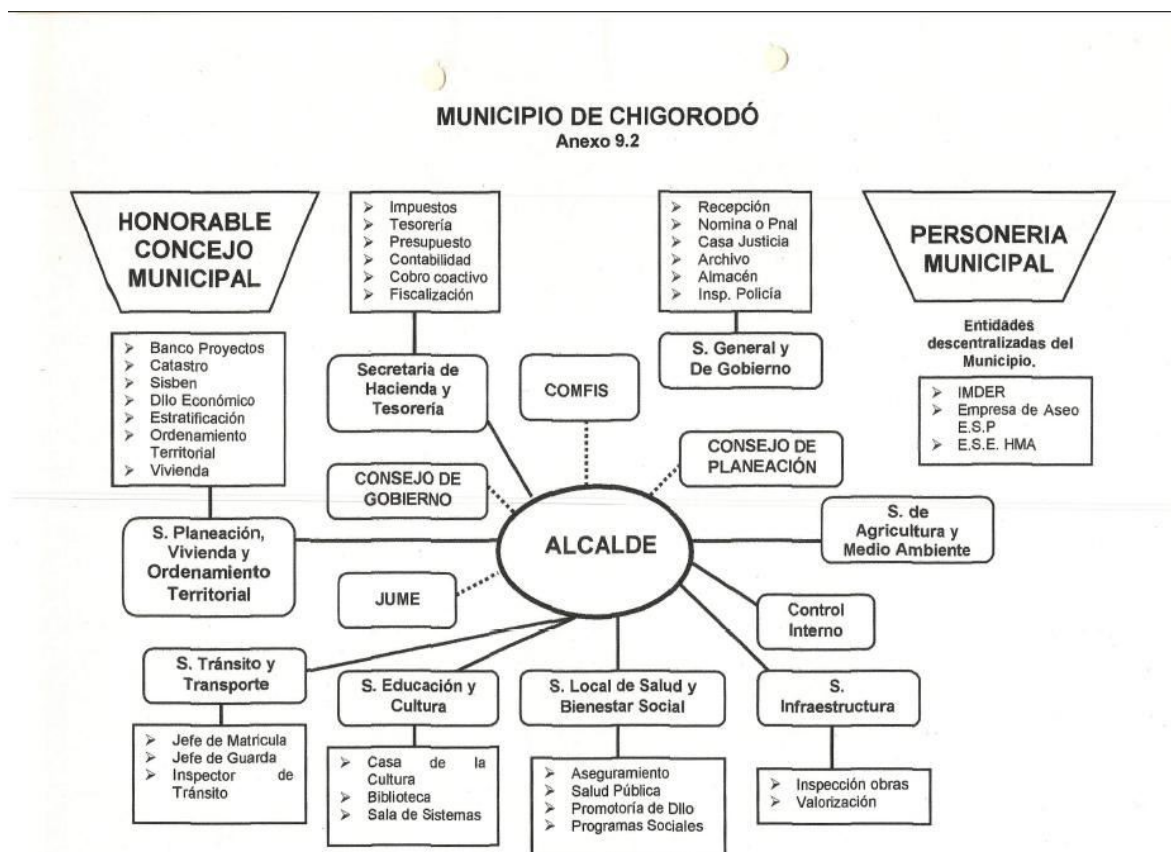 MUNICIPIO DE CHIGORODÓ
Anexo 9.2
HONORABLE
CONCEJO
MUNICIPAL
➢ Impuestos
➢ Tesorería
➢ Presupuesto
➢ Contabilidad
➢ Cobro coactivo
➢ Fiscalización
➢ Recepción
➢ Nomina o Pnal
➢ Casa Justicia
➢ Archivo
➢ Almacén
➢ Insp. Policía
PERSONERIA
MUNICIPAL
➢ Banco Proyectos
➢ Catastro
➢ Sisben
➢ Dllo Económico
➢ Estratificación
➢ Ordenamiento
Territorial
➢ Vivienda
Secretaria de
Hacienda y
Tesorería
COMFIS
S. General y
De Gobierno
Entidades
descentralizadas del
Municipio.
➢ IMDER
➢ Empresa de Aseo
E.S.P
➢ E.S.E. HMA
CONSEJO DE
GOBIERNO
CONSEJO DE
PLANEACIÓN
S. Planeación,
Vivienda y
Ordenamiento
Territorial
ALCALDE
S. de
Agricultura y
Medio Ambiente
JUME
Control
Interno
S. Tránsito y
Transporte
S. Educación y
Cultura
S. Local de Salud y
Bienestar Social
S.
Infraestructura
➢ Jefe de Matricula
➢ Jefe de Guarda
➢ Inspector de
Tránsito
➢ Casa de la
Cultura
➢ Biblioteca
➢ Sala de Sistemas
➢ Aseguramiento
➢ Salud Pública
➢ Promotoría de Dllo
➢ Programas Sociales
➢ Inspección obras
➢ Valorización